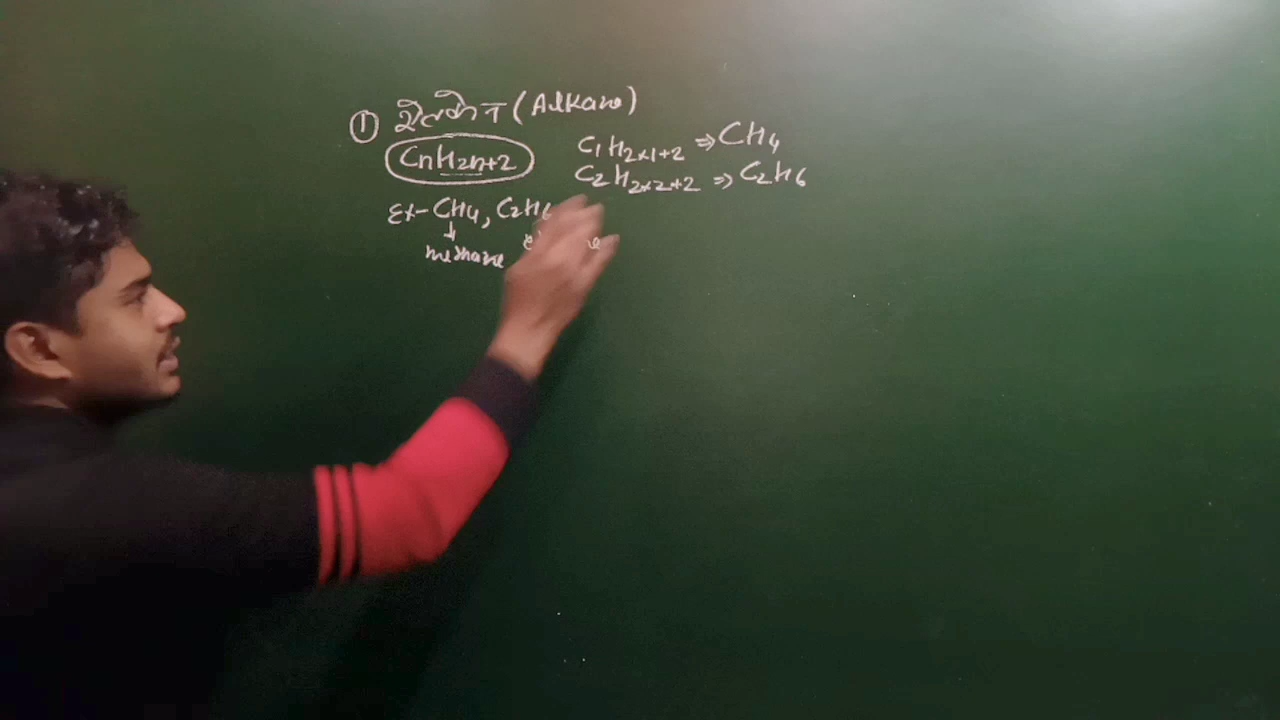 ① ऐल्केन (Alkane)
CnH2n+2
C1H2×1+2 ⇒ CH4
C2H2×2+2 ⇒ C2H6
Ex- CH4, C2H6
↓
methane